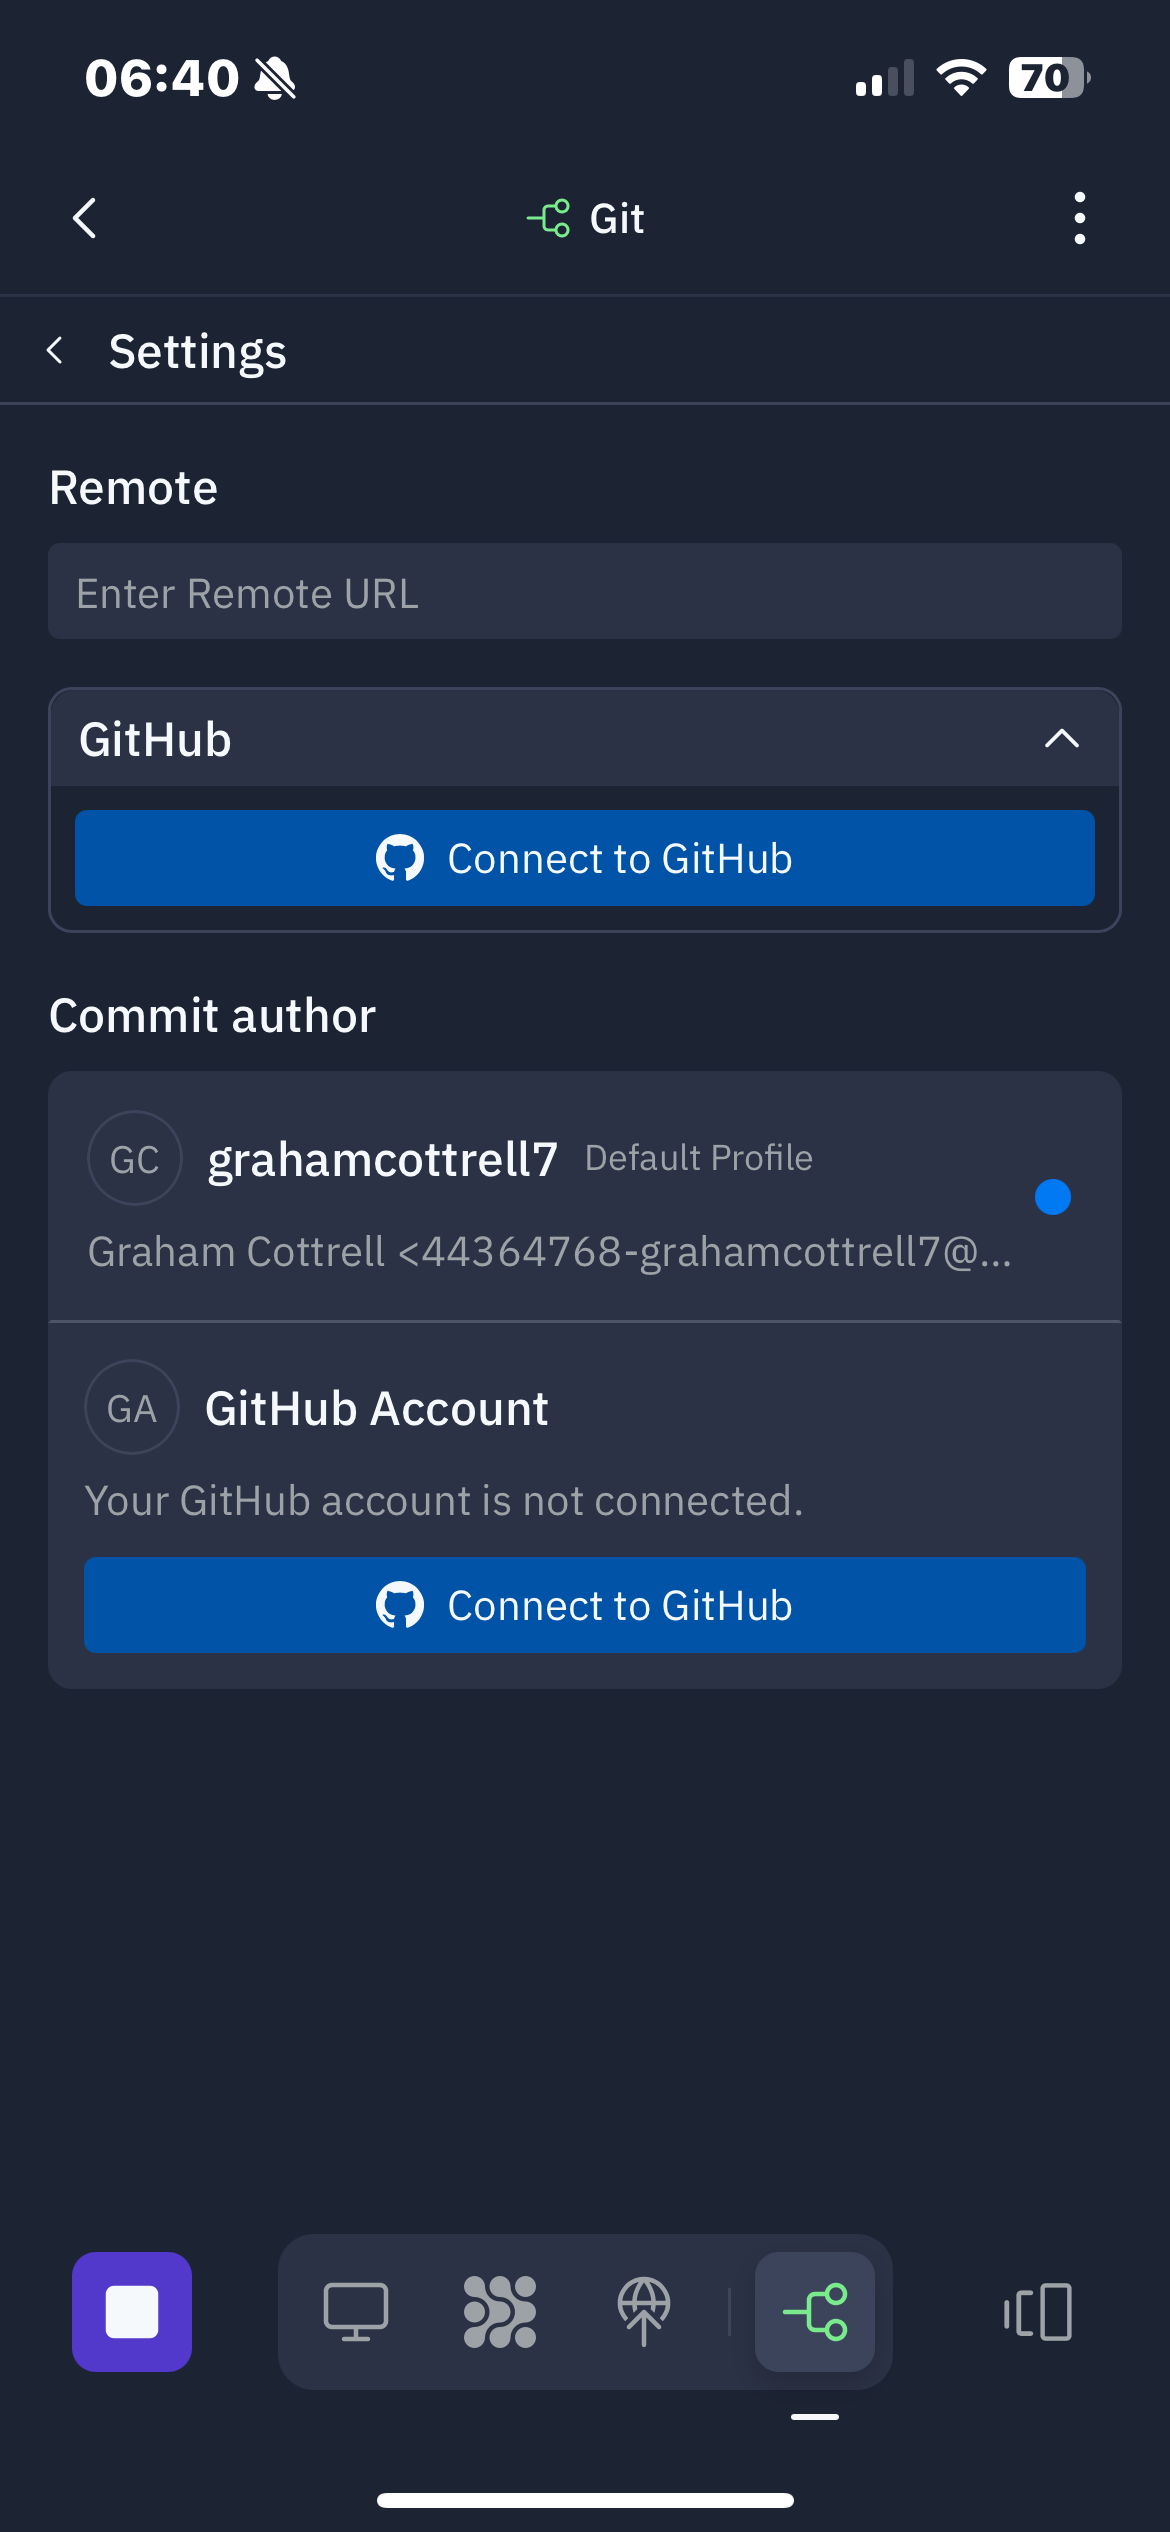 06:40
70
Git
Settings
Remote
Enter Remote URL
GitHub
Connect to GitHub
Commit author
GC grahamcottrell7 Default Profile
Graham Cottrell <44364768-grahamcottrell7@...
GA GitHub Account
Your GitHub account is not connected.
Connect to GitHub